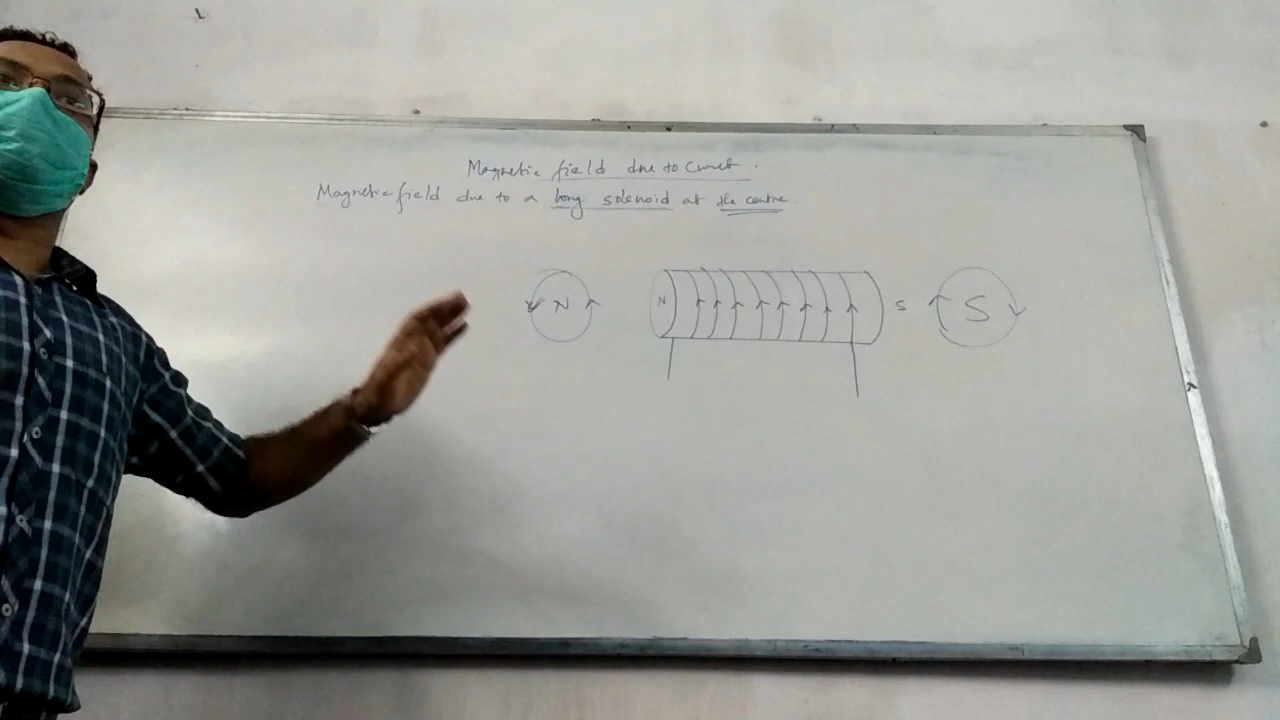 Magnetic field due to Current.
Magnetic field due to a long solenoid at the centre.
N N S S